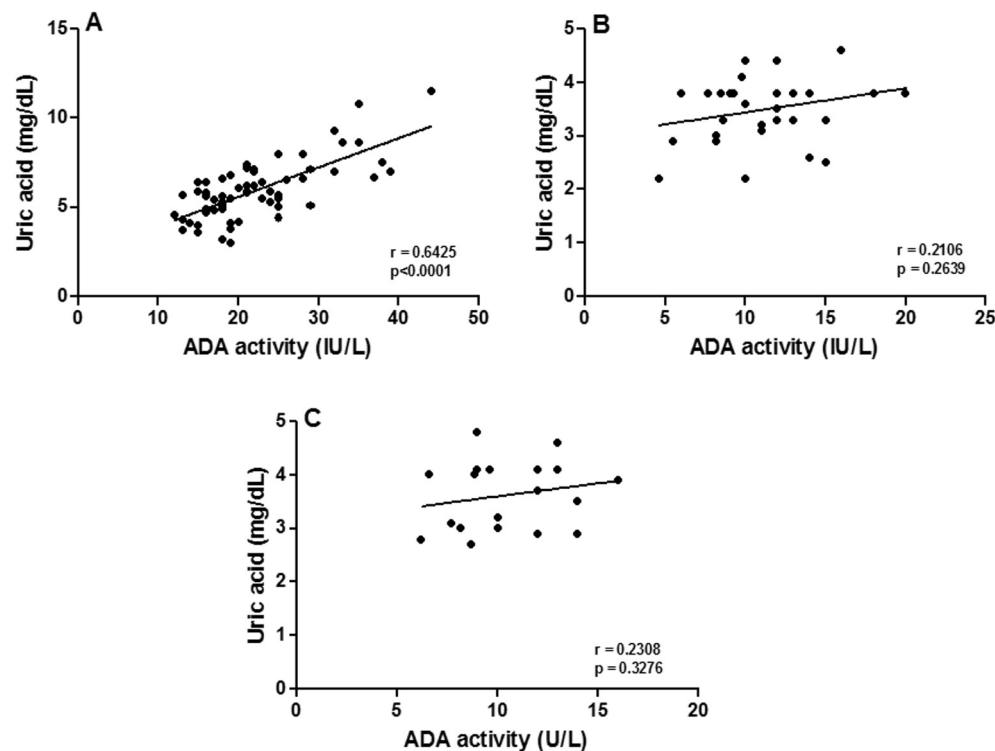 A
15
10
5
0
Uric acid (mg/dL)
r = 0.6425
p<0.0001
0 10 20 30 40 50
ADA activity (IU/L)
B
5
4
3
2
1
0
Uric acid (mg/dL)
r = 0.2106
p = 0.2639
0 5 10 15 20 25
ADA activity (IU/L)
C
5
4
3
2
1
0
Uric acid (mg/dL)
r = 0.2308
p = 0.3276
0 5 10 15 20
ADA activity (U/L)